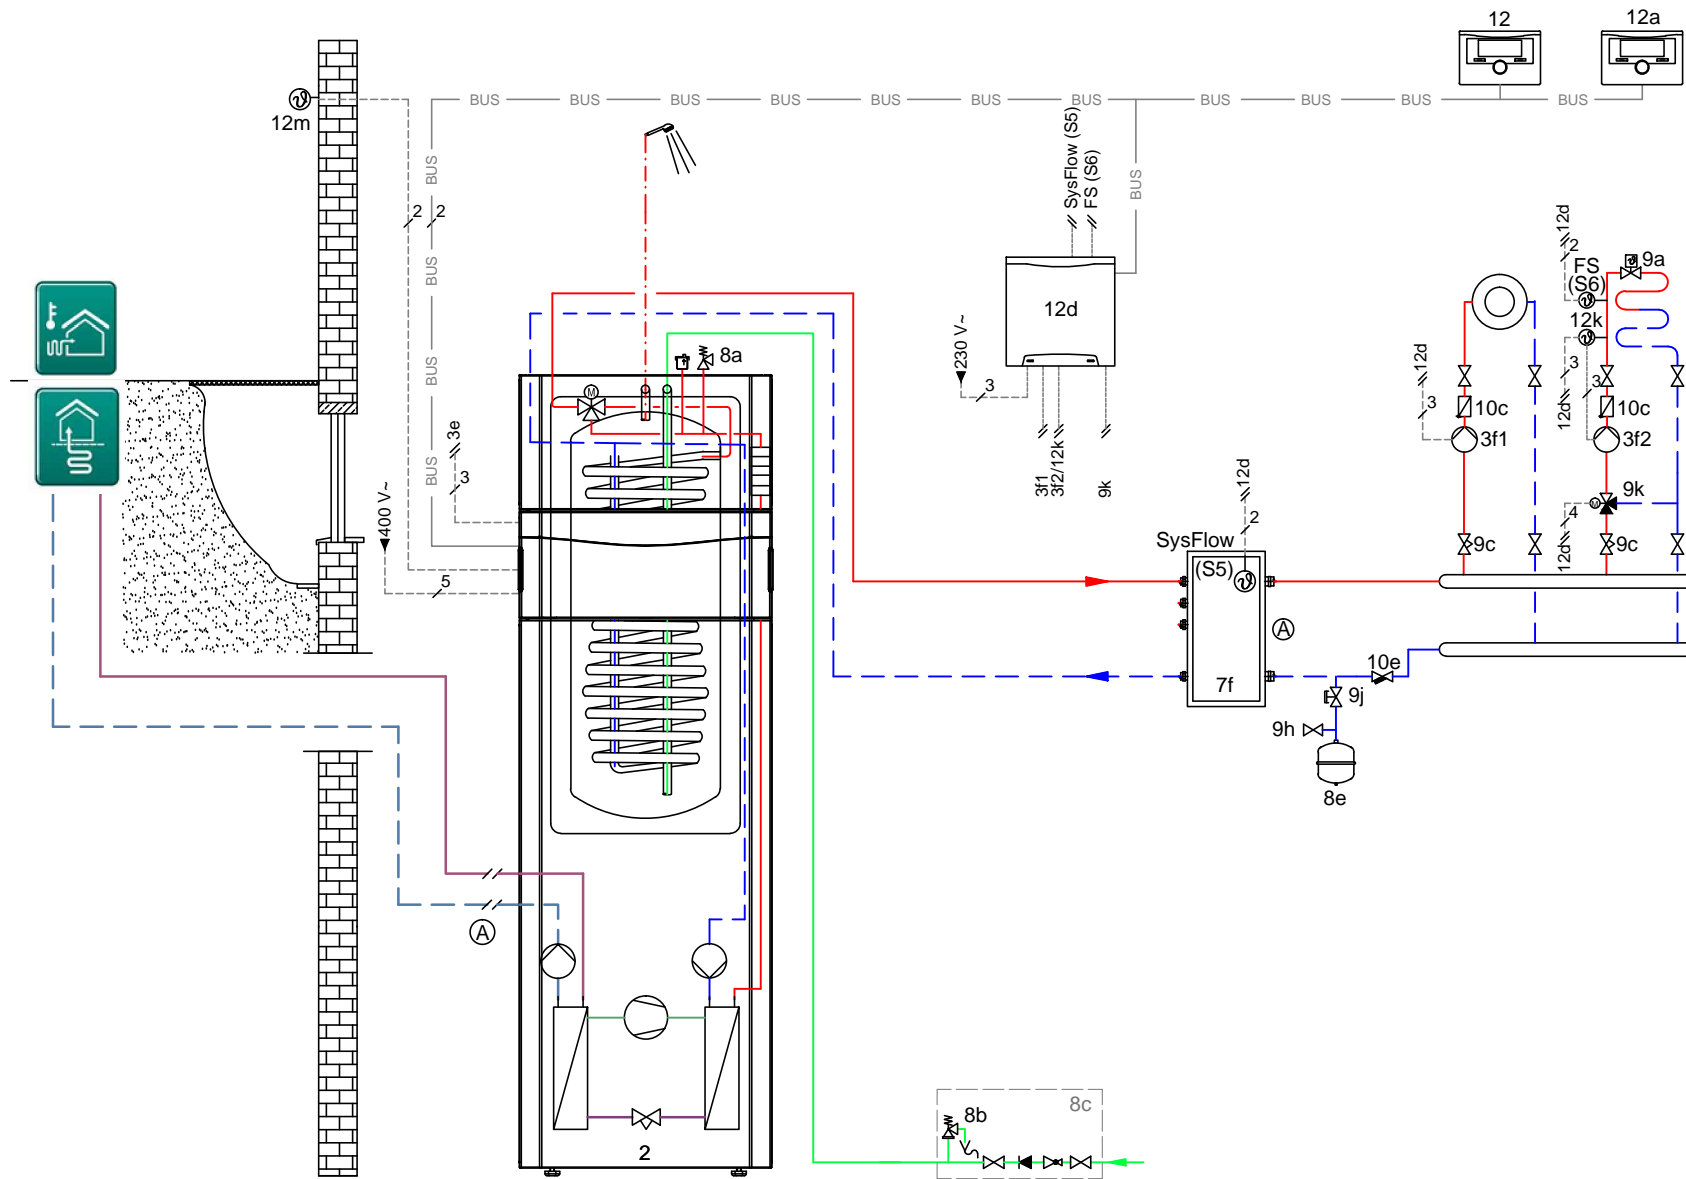 12
12a
BUS BUS BUS BUS BUS BUS BUS BUS BUS BUS BUS
12m
BUS
2
2
BUS
BUS
BUS
SysFlow (S5)
FS (S6)
BUS
12d
230 V~
3
3f1
3f2/12k
9k
12d
2
FS
(S6)
9a
12k
12d
3
3
3
12d
10c
10c
3f1
3f2
9k
M
4
12d
9c
9c
8a
M
3e
3
400 V~
5
12d
2
SysFlow
(S5)
A
7f
10e
9j
9h
8e
A
2
8b
8c